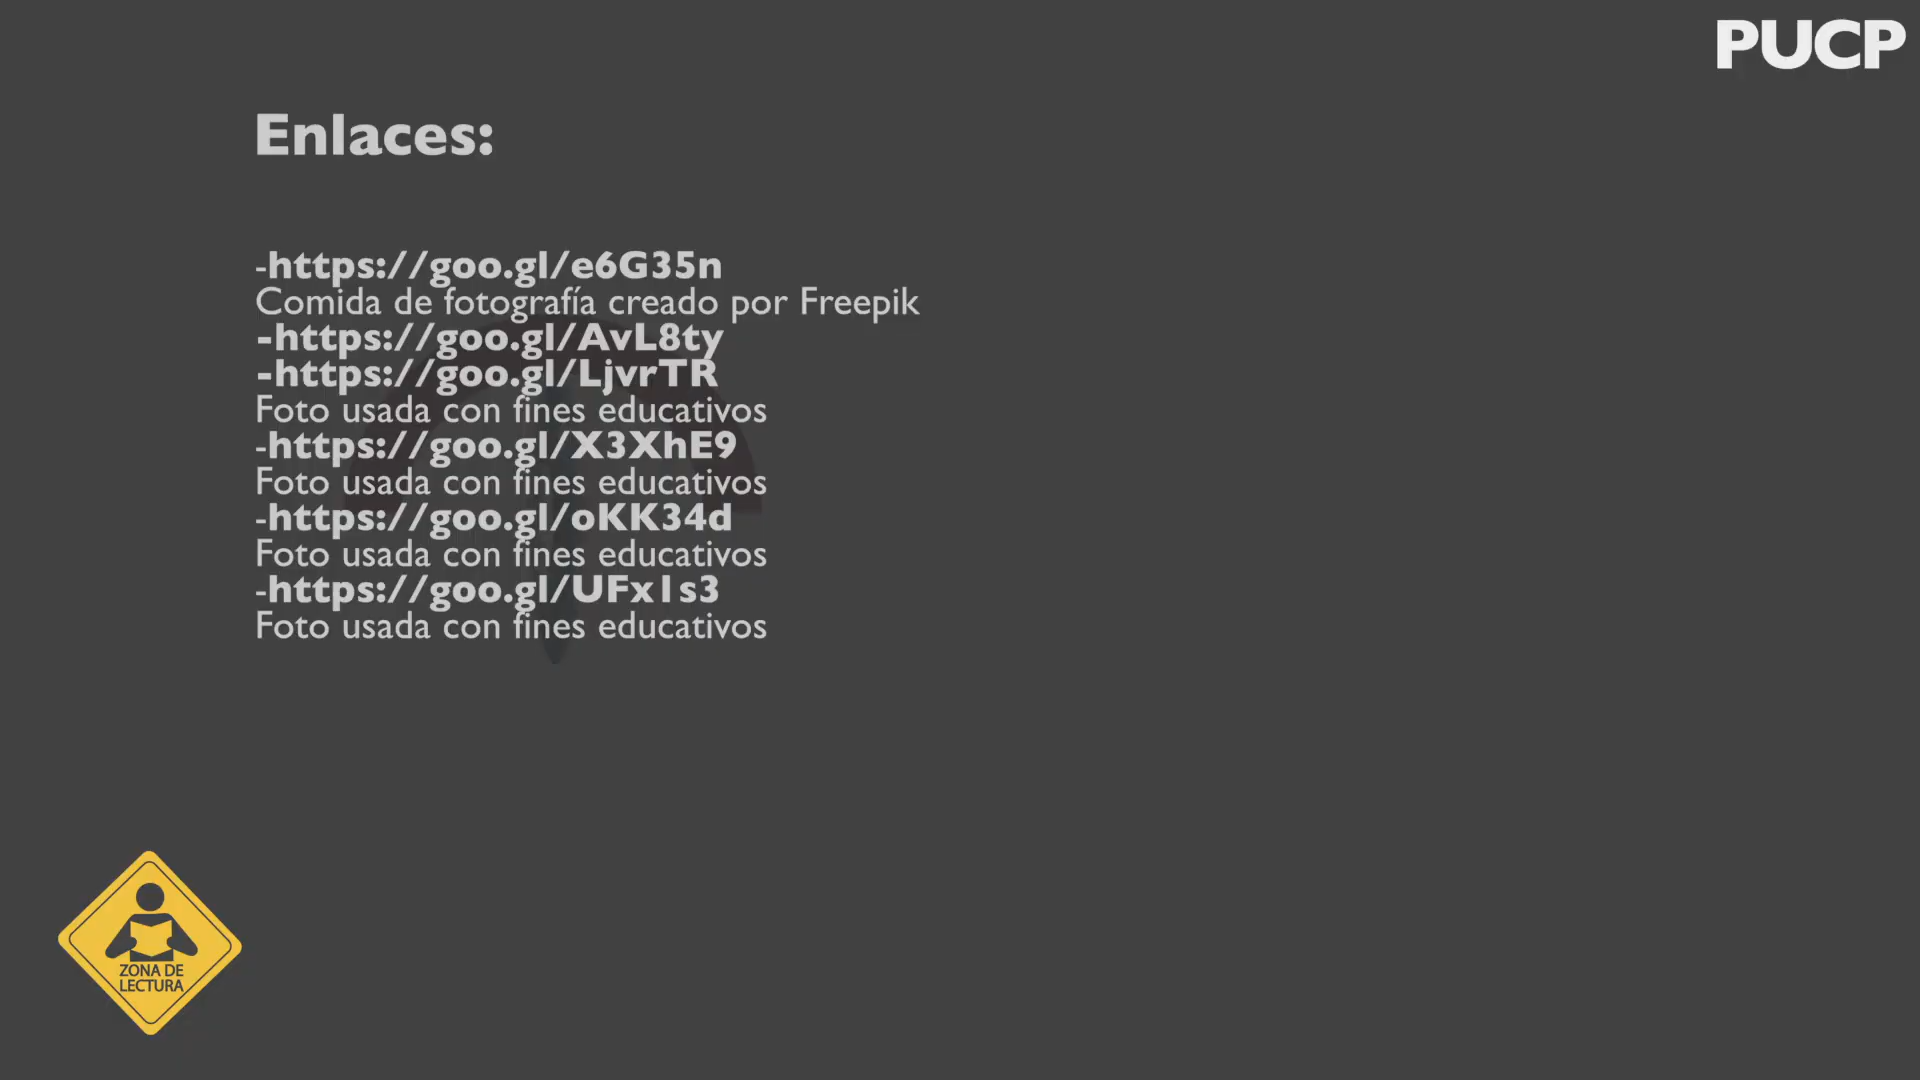 PUCP
Enlaces:
-https://goo.gl/e6G35n
Comida de fotografía creado por Freepik
-https://goo.gl/AvL8ty
-https://goo.gl/LjvrTR
Foto usada con fines educativos
-https://goo.gl/X3XhE9
Foto usada con fines educativos
-https://goo.gl/oKK34d
Foto usada con fines educativos
-https://goo.gl/UFx1s3
Foto usada con fines educativos
ZONA DE
LECTURA